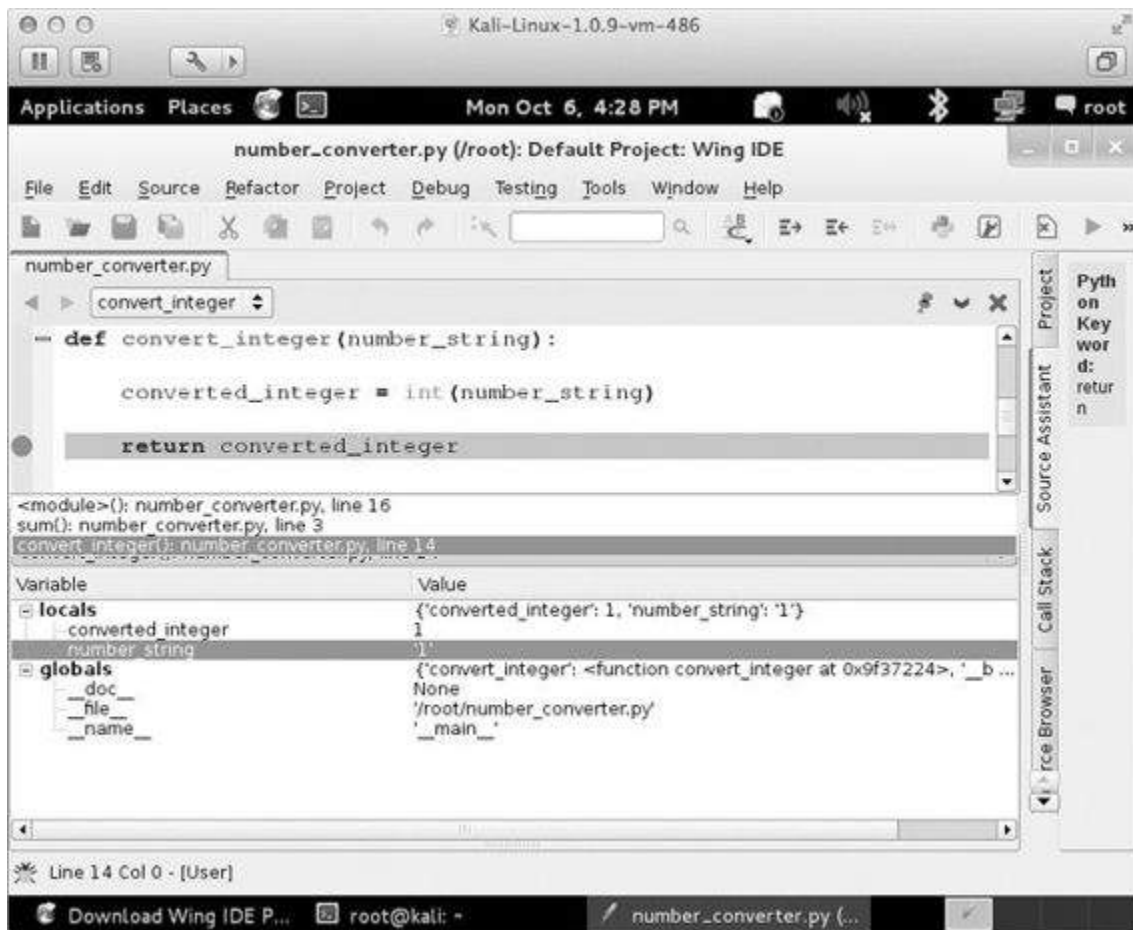 Kali-Linux-1.0.9-vm-486
Applications Places Mon Oct 6, 4:28 PM root
number_converter.py (/root): Default Project: Wing IDE
File Edit Source Refactor Project Debug Testing Tools Window Help
number_converter.py
convert_integer
def convert_integer(number_string):
converted_integer = int(number_string)
return converted_integer
<module>(): number_converter.py, line 16
sum(): number_converter.py, line 3
convert_integer(): number_converter.py, line 14
Variable Value
locals {'converted_integer': 1, 'number_string': '1'}
converted_integer 1
number_string '1'
globals {'convert_integer': <function convert_integer at 0x9f37224>, '__b ...
__doc__ None
__file__ '/root/number_converter.py'
__name__ '__main__'
Project
Source Assistant
Call Stack
rce Browser
Pyth
on
Key
wor
d:
retur
n
Line 14 Col 0 - [User]
Download Wing IDE P... root@kali: ~ number_converter.py (...